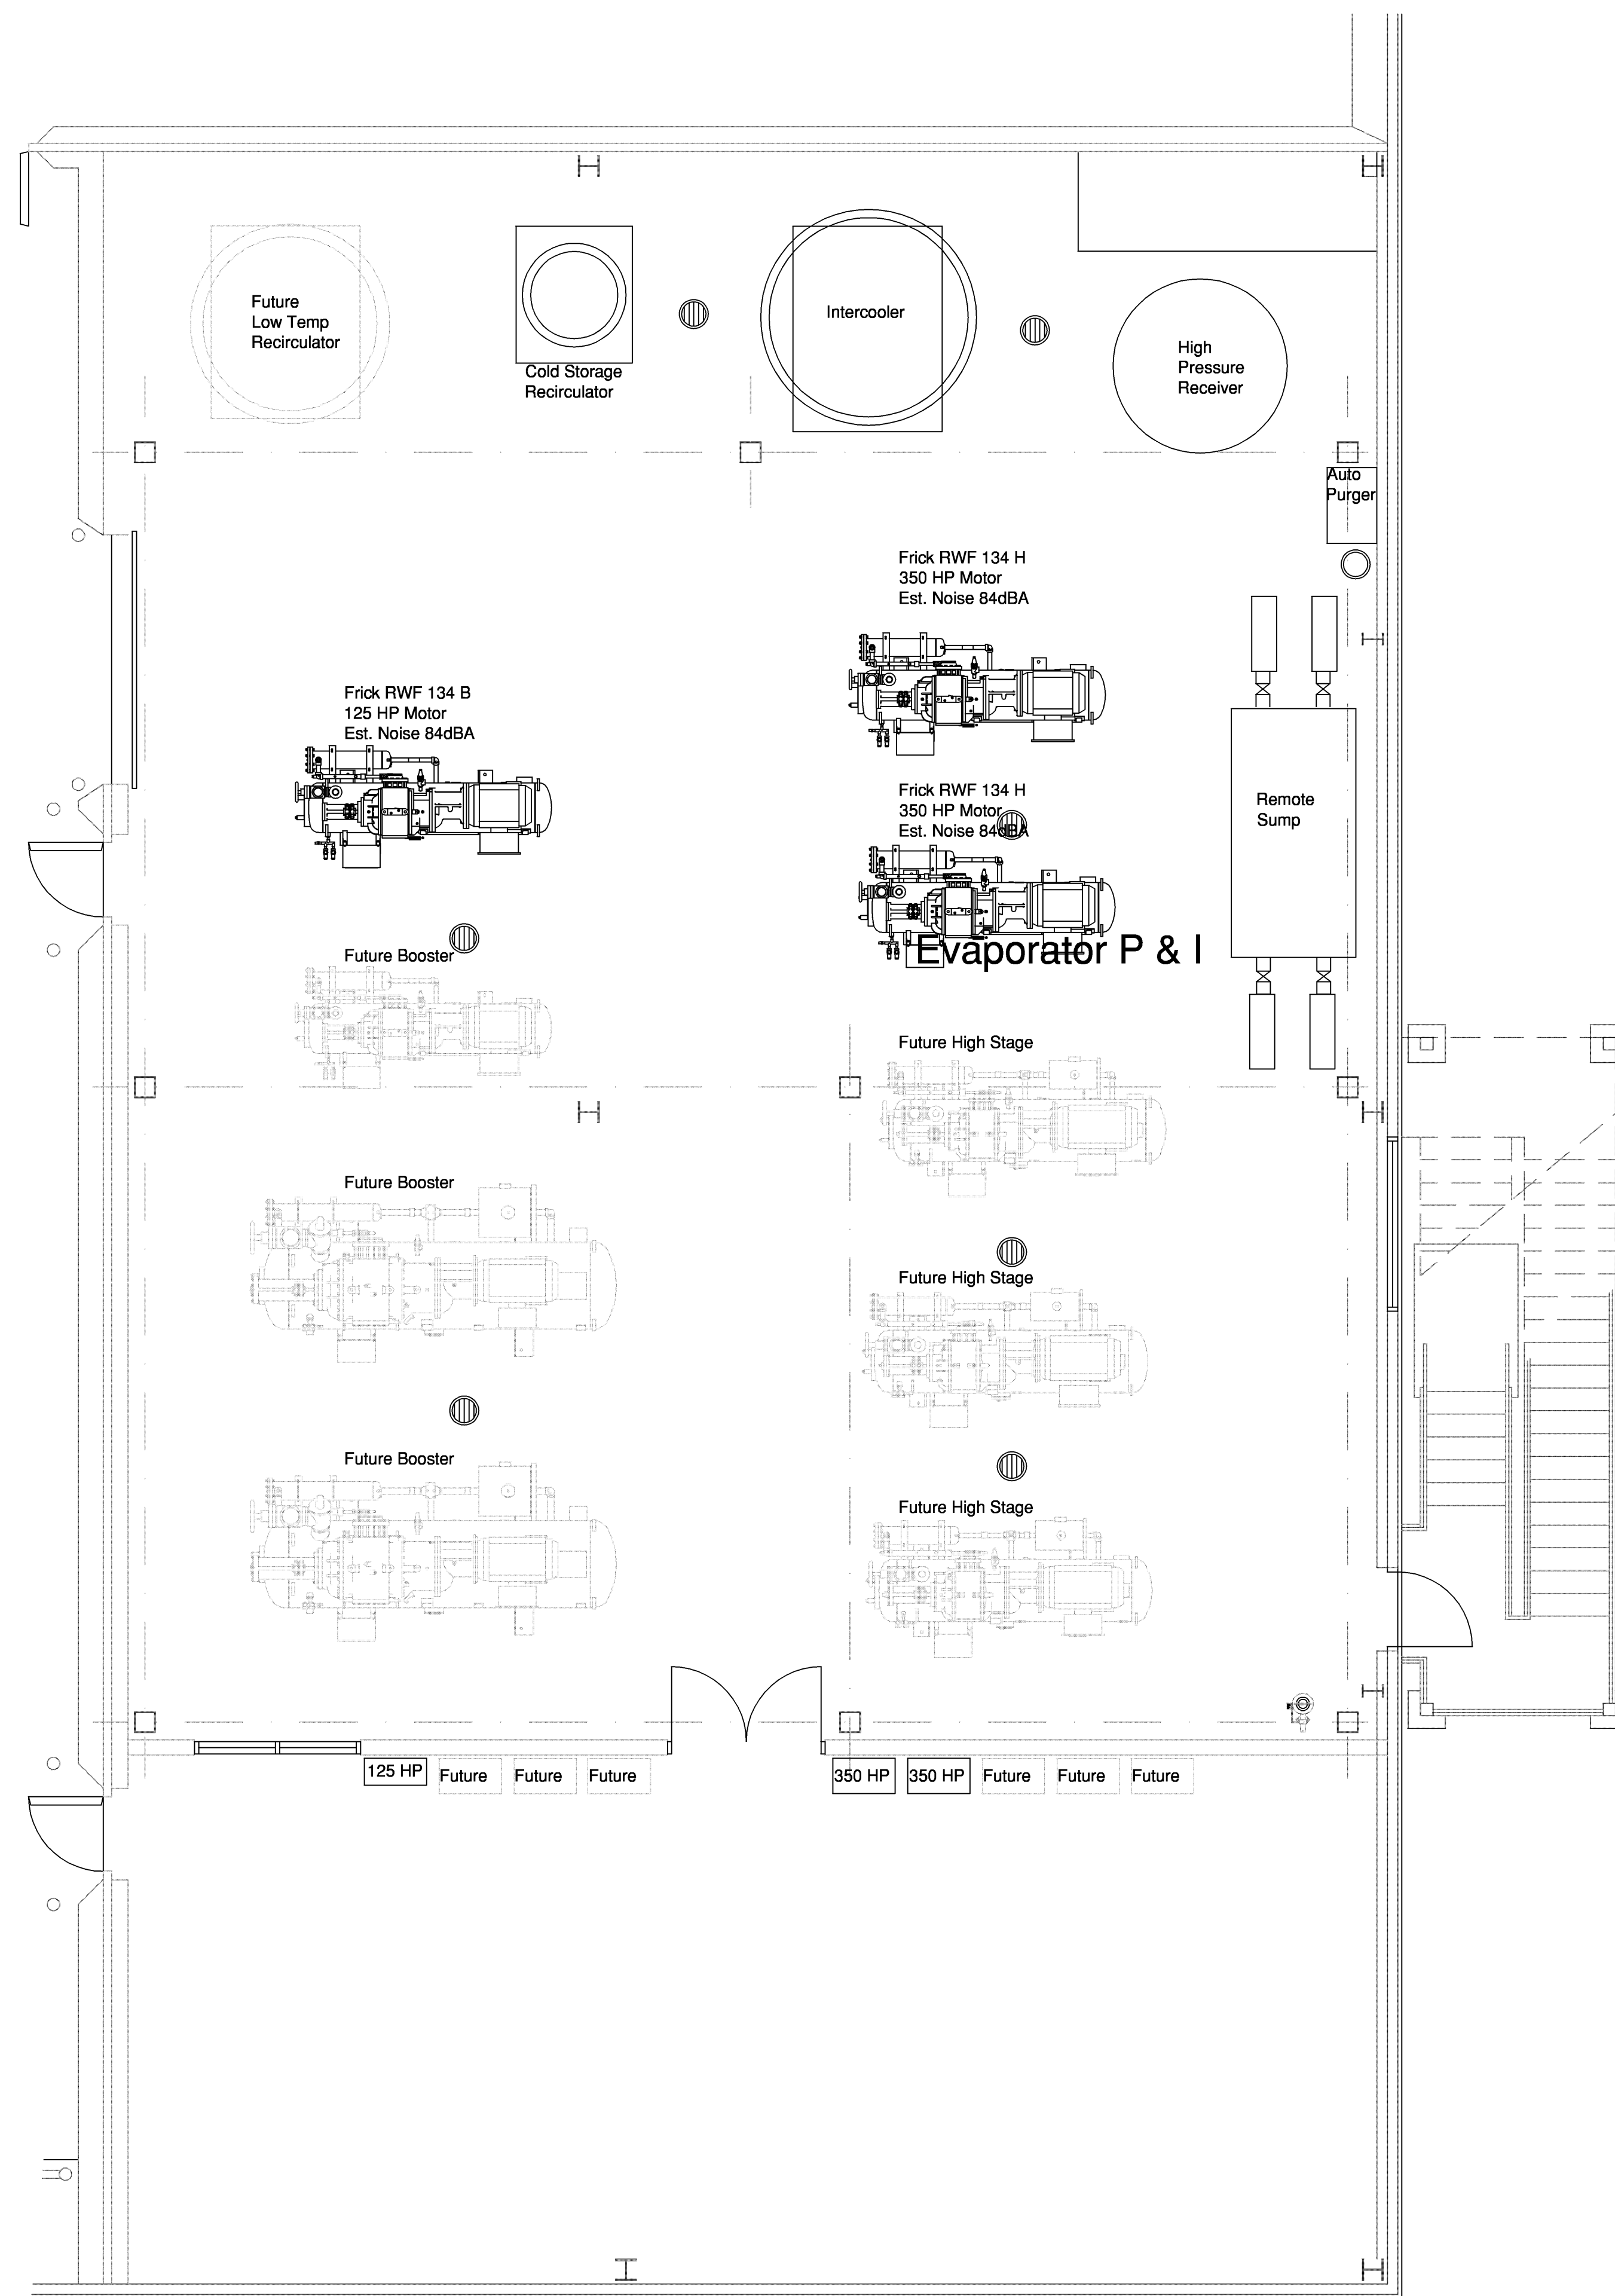 Future
Low Temp
Recirculator
Cold Storage
Recirculator
Intercooler
High
Pressure
Receiver
Auto
Purger
Frick RWF 134 H
350 HP Motor
Est. Noise 84dBA
Frick RWF 134 B
125 HP Motor
Est. Noise 84dBA
Frick RWF 134 H
350 HP Motor
Est. Noise 84dBA
Remote
Sump
Evaporator P & I
Future Booster
Future High Stage
Future Booster
Future High Stage
Future Booster
Future High Stage
125 HP
Future
Future
Future
350 HP
350 HP
Future
Future
Future